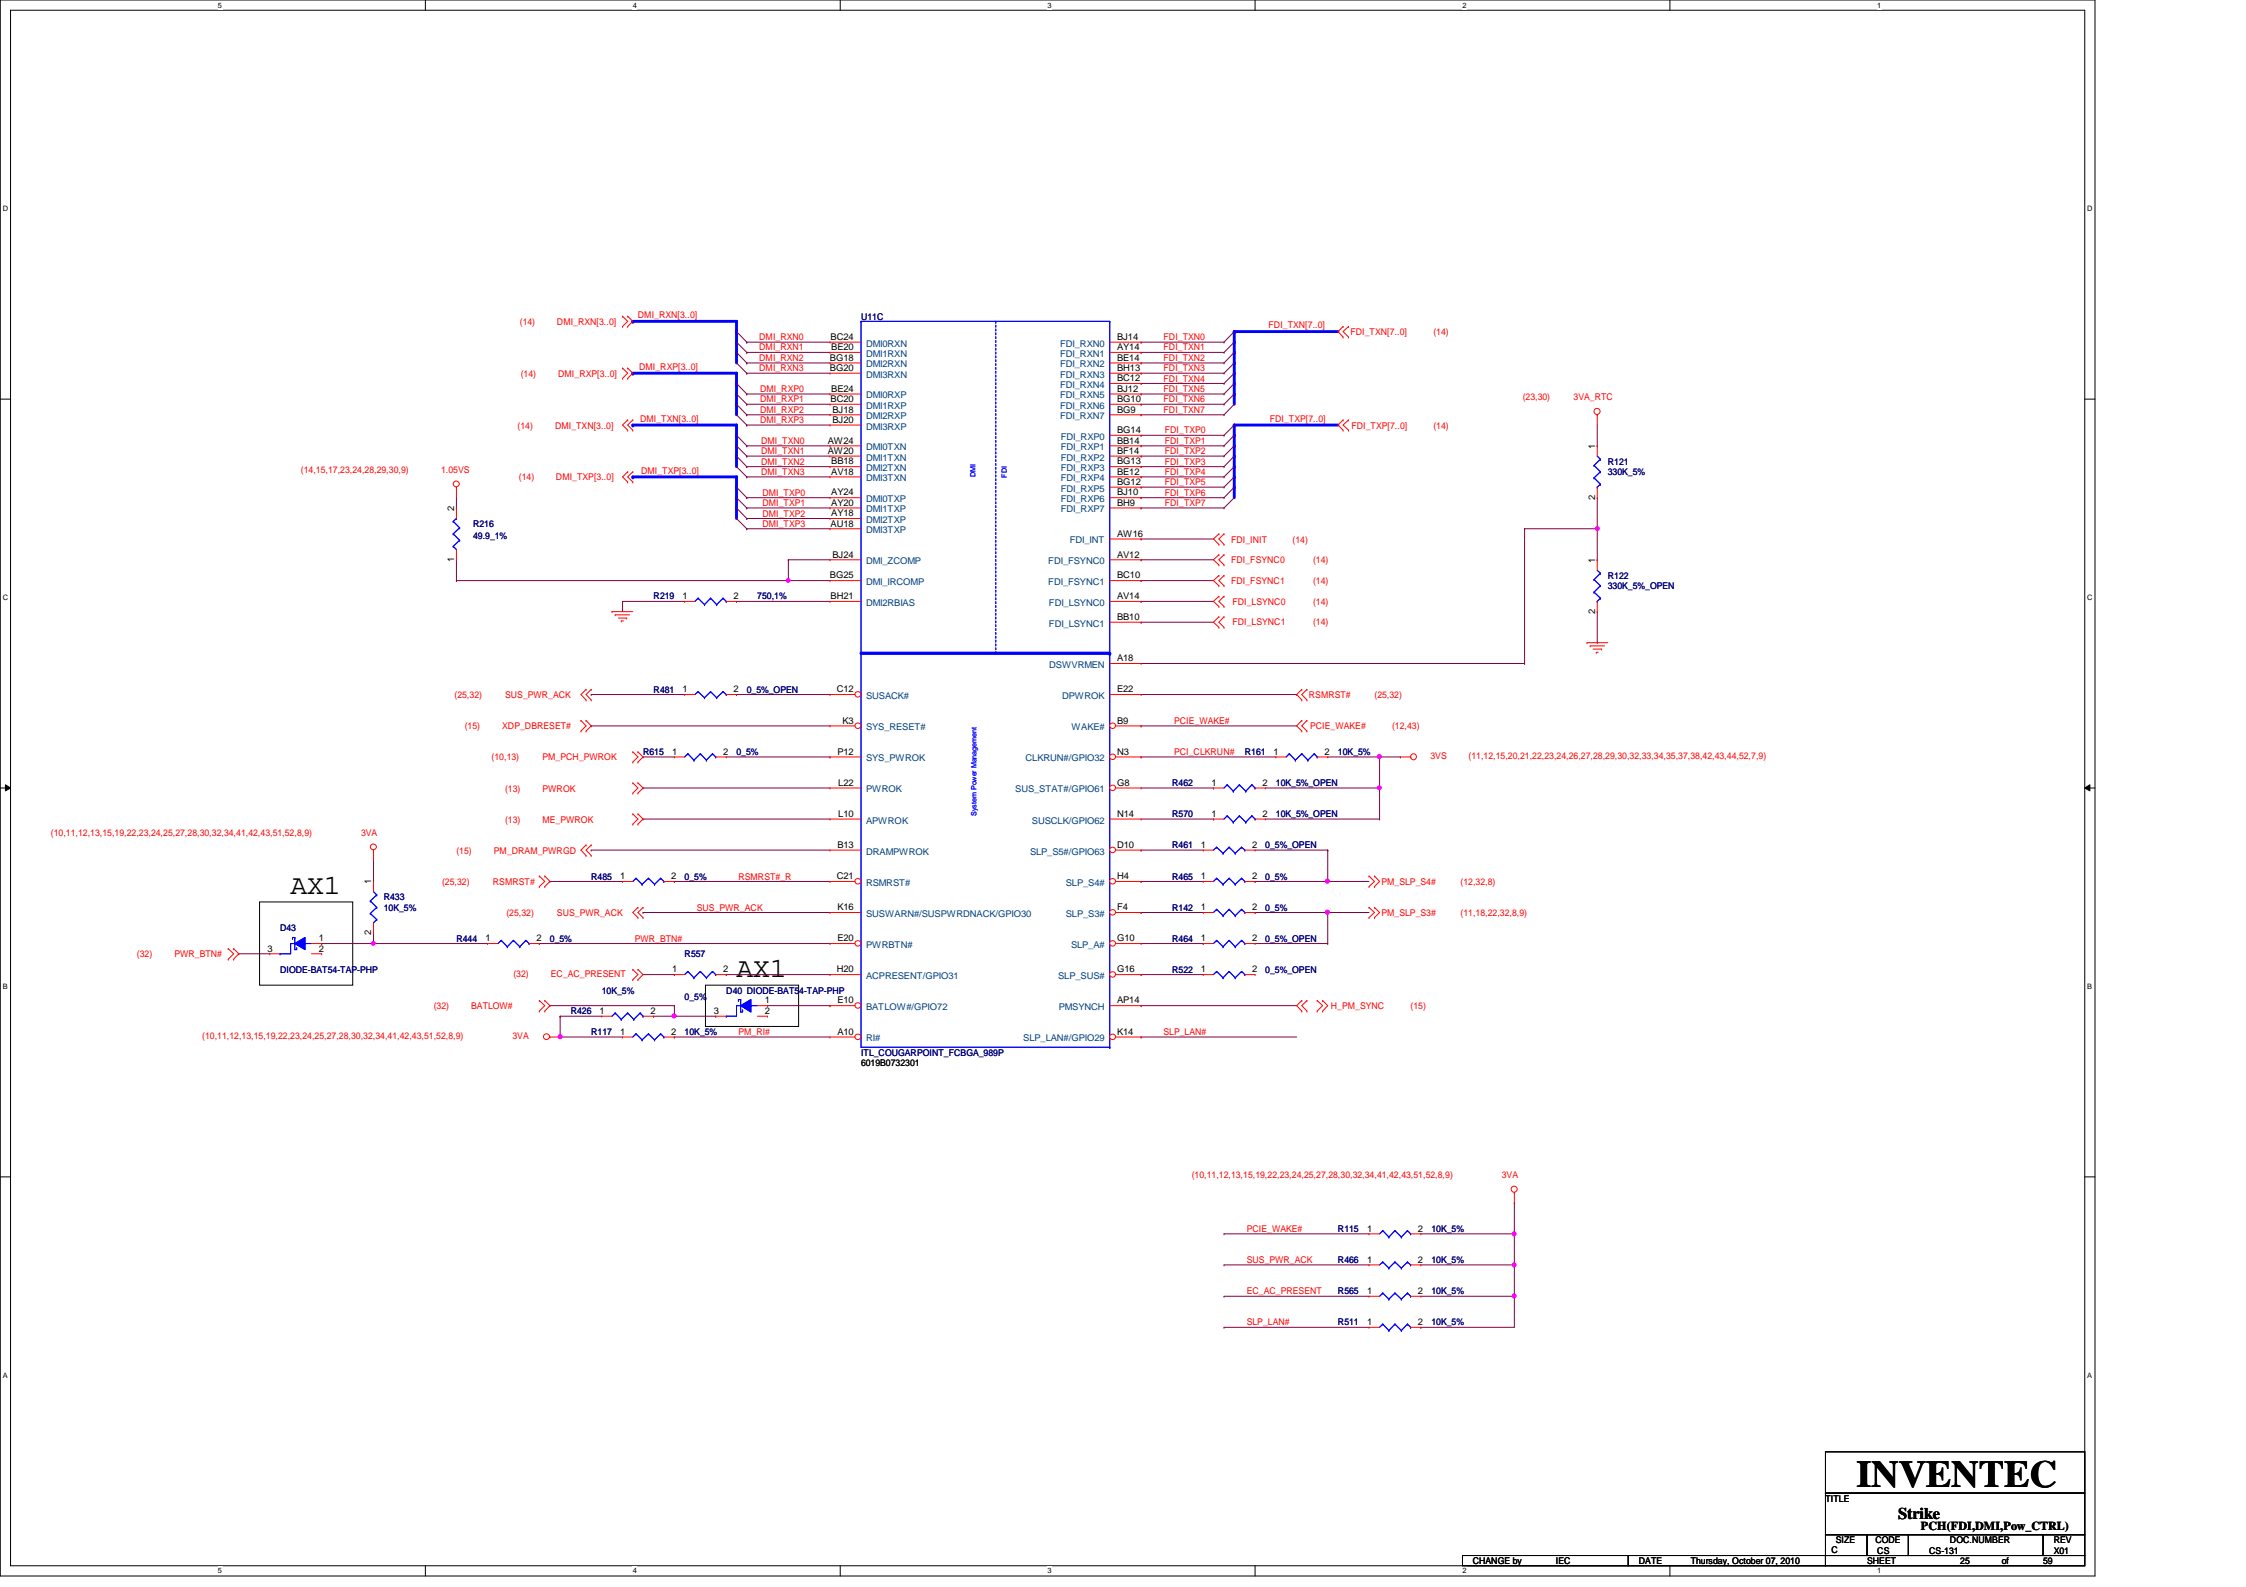 5 4 3 2 1
D
D
C
C
B
B
A
A
U11C
(14) DMI_RXN[3..0] DMI_RXN[3..0]
DMI_RXN0 BC24 DMI0RXN
DMI_RXN1 BE20 DMI1RXN
DMI_RXN2 BG18 DMI2RXN
DMI_RXN3 BG20 DMI3RXN
(14) DMI_RXP[3..0] DMI_RXP[3..0]
DMI_RXP0 BE24 DMI0RXP
DMI_RXP1 BC20 DMI1RXP
DMI_RXP2 BJ18 DMI2RXP
DMI_RXP3 BJ20 DMI3RXP
(14) DMI_TXN[3..0] DMI_TXN[3..0]
DMI_TXN0 AW24 DMI0TXN
DMI_TXN1 AW20 DMI1TXN
DMI_TXN2 BB18 DMI2TXN
DMI_TXN3 AV18 DMI3TXN
(14) DMI_TXP[3..0] DMI_TXP[3..0]
DMI_TXP0 AY24 DMI0TXP
DMI_TXP1 AY20 DMI1TXP
DMI_TXP2 AY18 DMI2TXP
DMI_TXP3 AU18 DMI3TXP
(14,15,17,23,24,28,29,30,9) 1.05VS
2
R216
49.9_1%
1
BJ24 DMI_ZCOMP
BG25 DMI_IRCOMP
R219 1 2 750,1% BH21 DMI2RBIAS
DMI
FDI
FDI_RXN0 BJ14 FDI_TXN0
FDI_RXN1 AY14 FDI_TXN1
FDI_RXN2 BE14 FDI_TXN2
FDI_RXN3 BH13 FDI_TXN3
FDI_RXN4 BC12 FDI_TXN4
FDI_RXN5 BJ12 FDI_TXN5
FDI_RXN6 BG10 FDI_TXN6
FDI_RXN7 BG9 FDI_TXN7
FDI_TXN[7..0] FDI_TXN[7..0] (14)
FDI_RXP0 BG14 FDI_TXP0
FDI_RXP1 BB14 FDI_TXP1
FDI_RXP2 BF14 FDI_TXP2
FDI_RXP3 BG13 FDI_TXP3
FDI_RXP4 BE12 FDI_TXP4
FDI_RXP5 BG12 FDI_TXP5
FDI_RXP6 BJ10 FDI_TXP6
FDI_RXP7 BH9 FDI_TXP7
FDI_TXP[7..0] FDI_TXP[7..0] (14)
FDI_INT AW16 FDI_INIT (14)
FDI_FSYNC0 AV12 FDI_FSYNC0 (14)
FDI_FSYNC1 BC10 FDI_FSYNC1 (14)
FDI_LSYNC0 AV14 FDI_LSYNC0 (14)
FDI_LSYNC1 BB10 FDI_LSYNC1 (14)
(23,30) 3VA_RTC
1
R121
330K_5%
2
1
R122
330K_5%_OPEN
2
DSWVRMEN A18
System Power Management
(25,32) SUS_PWR_ACK R481 1 2 0_5%_OPEN C12 SUSACK#
(15) XDP_DBRESET# K3 SYS_RESET#
(10,13) PM_PCH_PWROK R615 1 2 0_5% P12 SYS_PWROK
(13) PWROK L22 PWROK
(13) ME_PWROK L10 APWROK
(15) PM_DRAM_PWRGD B13 DRAMPWROK
(25,32) RSMRST# R485 1 2 0_5% RSMRST#_R C21 RSMRST#
(25,32) SUS_PWR_ACK SUS_PWR_ACK K16 SUSWARN#/SUSPWRDNACK/GPIO30
(10,11,12,13,15,19,22,23,24,25,27,28,30,32,34,41,42,43,51,52,8,9) 3VA
1
R433
10K_5%
2
AX1
D43
(32) PWR_BTN# 3 1
2
DIODE-BAT54-TAP-PHP
R444 1 2 0_5% PWR_BTN# E20 PWRBTN#
R557
(32) EC_AC_PRESENT 1 2 H20 ACPRESENT/GPIO31
0_5%
AX1
D40 DIODE-BAT54-TAP-PHP
(32) BATLOW# 10K_5% 3 1 2 E10 BATLOW#/GPIO72
R426 1 2
(10,11,12,13,15,19,22,23,24,25,27,28,30,32,34,41,42,43,51,52,8,9) 3VA R117 1 2 10K_5% PM_RI# A10 RI#
DPWROK E22 RSMRST# (25,32)
WAKE# B9 PCIE_WAKE# PCIE_WAKE# (12,43)
CLKRUN#/GPIO32 N3 PCI_CLKRUN# R161 1 2 10K_5% 3VS (11,12,15,20,21,22,23,24,26,27,28,29,30,32,33,34,35,37,38,42,43,44,52,7,9)
SUS_STAT#/GPIO61 G8 R462 1 2 10K_5%_OPEN
SUSCLK/GPIO62 N14 R570 1 2 10K_5%_OPEN
SLP_S5#/GPIO63 D10 R461 1 2 0_5%_OPEN
SLP_S4# H4 R465 1 2 0_5% PM_SLP_S4# (12,32,8)
SLP_S3# F4 R142 1 2 0_5% PM_SLP_S3# (11,18,22,32,8,9)
SLP_A# G10 R464 1 2 0_5%_OPEN
SLP_SUS# G16 R522 1 2 0_5%_OPEN
PMSYNCH AP14 H_PM_SYNC (15)
SLP_LAN#/GPIO29 K14 SLP_LAN#
ITL_COUGARPOINT_FCBGA_989P
6019B0732301
(10,11,12,13,15,19,22,23,24,25,27,28,30,32,34,41,42,43,51,52,8,9) 3VA
PCIE_WAKE# R115 1 2 10K_5%
SUS_PWR_ACK R466 1 2 10K_5%
EC_AC_PRESENT R565 1 2 10K_5%
SLP_LAN# R511 1 2 10K_5%
INVENTEC
TITLE
Strike
PCH(FDI,DMI,Pow_CTRL)
SIZE CODE DOC.NUMBER REV
C CS CS-131 X01
CHANGE by IEC DATE Thursday, October 07, 2010 SHEET 25 of 59
5 4 3 2 1